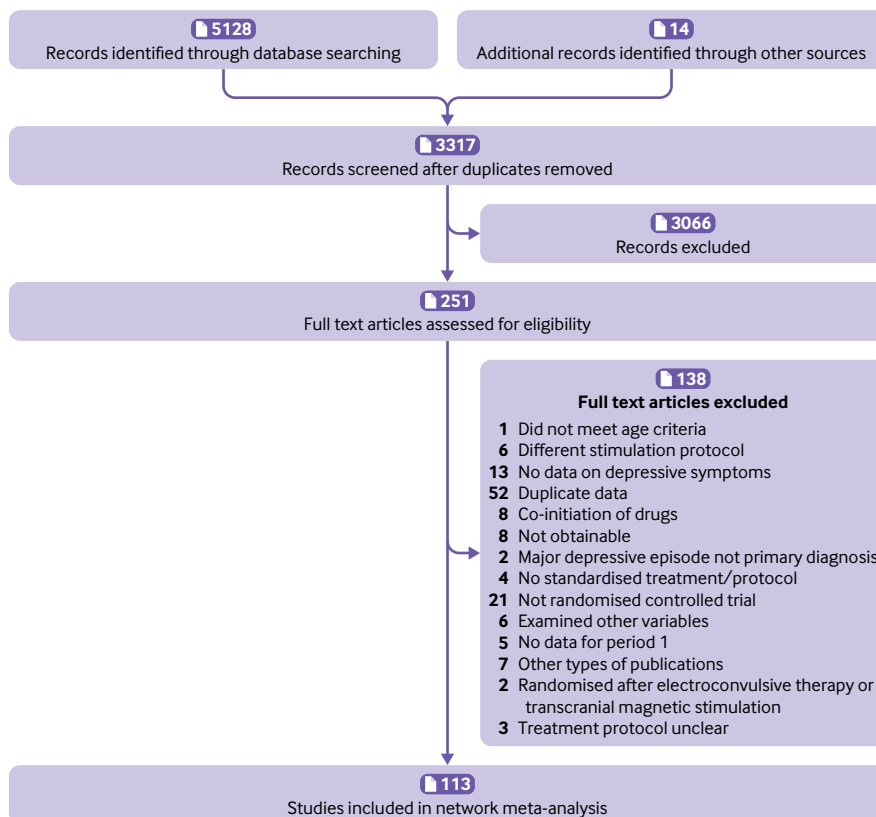 5128
Records identified through database searching
14
Additional records identified through other sources
3317
Records screened after duplicates removed
3066
Records excluded
251
Full text articles assessed for eligibility
138
Full text articles excluded
1 Did not meet age criteria
6 Different stimulation protocol
13 No data on depressive symptoms
52 Duplicate data
8 Co-initiation of drugs
8 Not obtainable
2 Major depressive episode not primary diagnosis
4 No standardised treatment/protocol
21 Not randomised controlled trial
6 Examined other variables
5 No data for period 1
7 Other types of publications
2 Randomised after electroconvulsive therapy or
transcranial magnetic stimulation
3 Treatment protocol unclear
113
Studies included in network meta-analysis